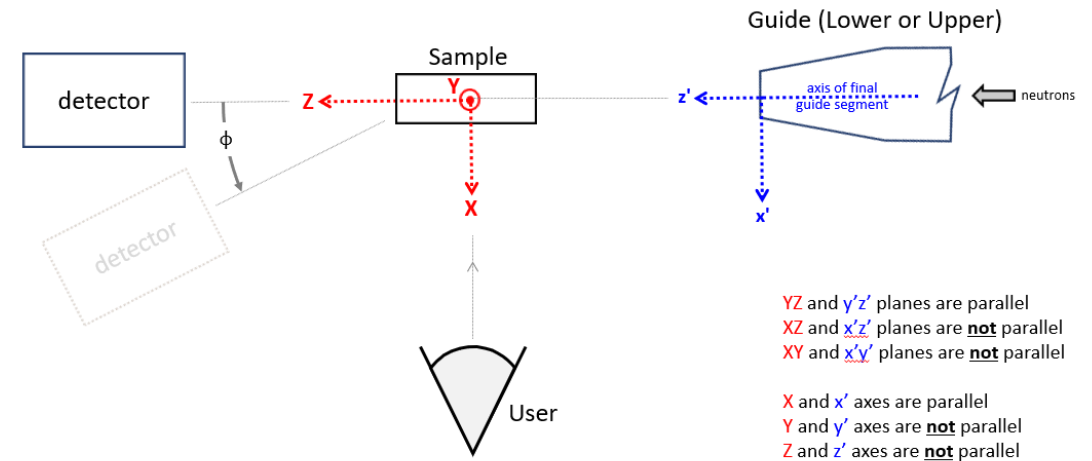 Guide (Lower or Upper)
Sample
detector
Z
Y
z'
axis of final
guide segment
neutrons
ϕ
X
x'
detector
User
YZ and y’z’ planes are parallel
XZ and x’z’ planes are not parallel
XY and x’y’ planes are not parallel
X and x’ axes are parallel
Y and y’ axes are not parallel
Z and z’ axes are not parallel